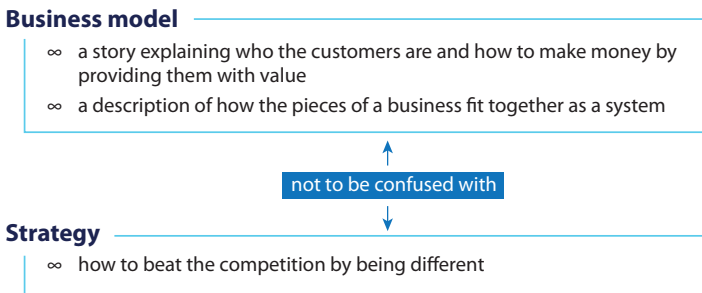 Business model
∞ a story explaining who the customers are and how to make money by
providing them with value
∞ a description of how the pieces of a business fit together as a system
not to be confused with
Strategy
∞ how to beat the competition by being different